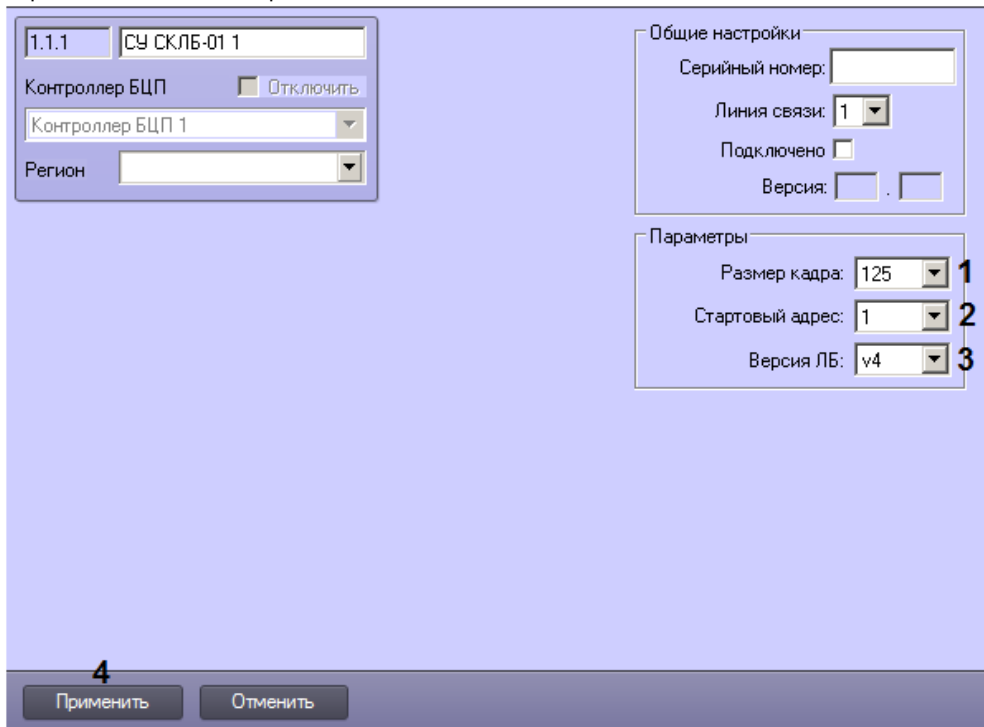 1.1.1 СУ СКЛБ-01 1
Контроллер БЦП Отключить
Контроллер БЦП 1
Регион
Общие настройки
Серийный номер:
Линия связи: 1
Подключено
Версия: .
Параметры
Размер кадра: 125 1
Стартовый адрес: 1 2
Версия ЛБ: v4 3
4
Применить Отменить